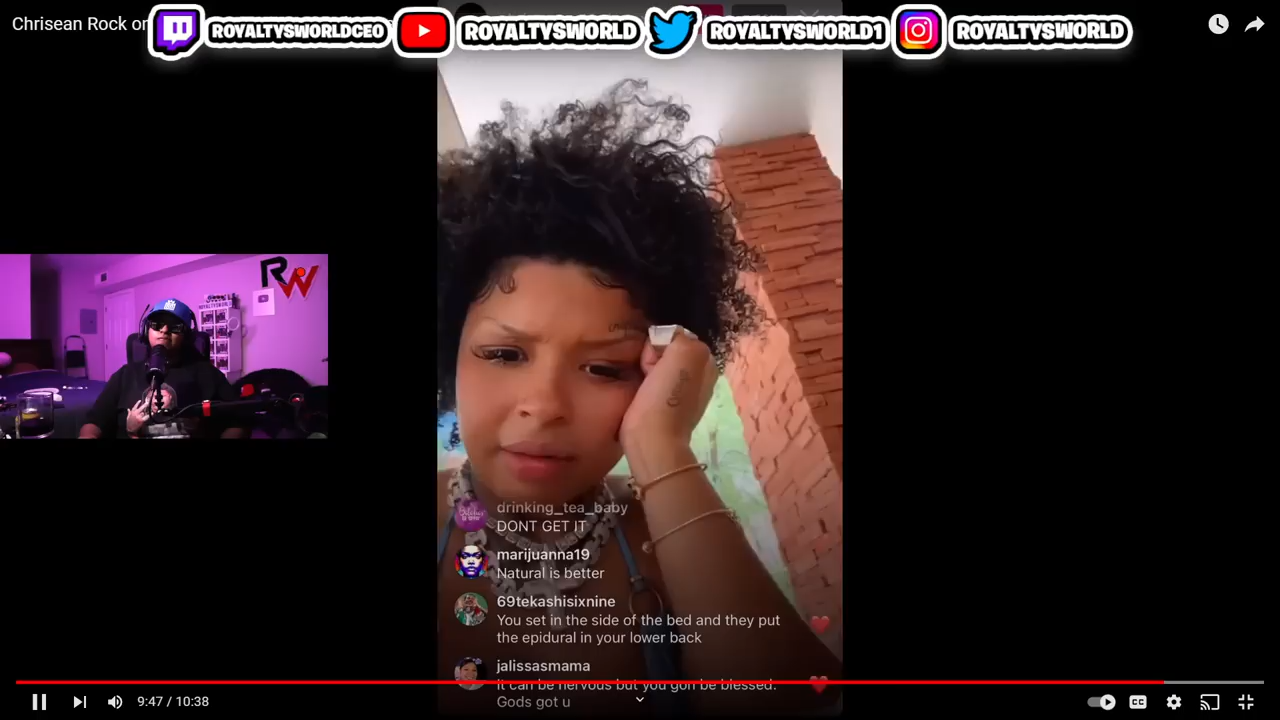 Chrisean Rock on
ROYALTYSWORLDCEO
ROYALTYSWORLD
ROYALTYSWORLD1
ROYALTYSWORLD
RW
drinking_tea_baby
DONT GET IT
marijuanna19
Natural is better
69tekashisixnine
You set in the side of the bed and they put
the epidural in your lower back
jalissasmama
It can be nervous but you gon be blessed.
Gods got u
9:47 / 10:38
CC